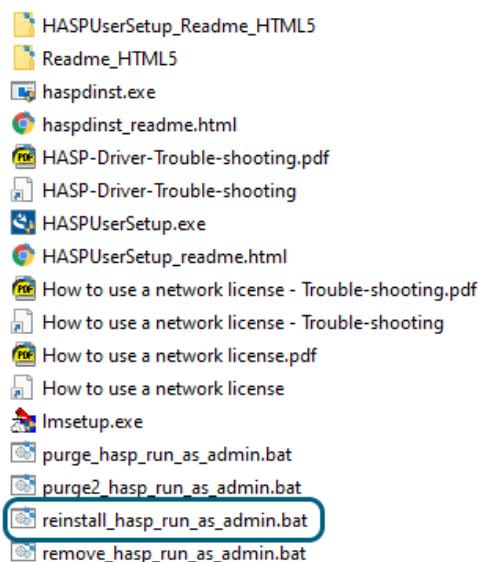 HASPUserSetup_Readme_HTML5
Readme_HTML5
haspdinst.exe
haspdinst_readme.html
HASP-Driver-Trouble-shooting.pdf
HASP-Driver-Trouble-shooting
HASPUserSetup.exe
HASPUserSetup_readme.html
How to use a network license - Trouble-shooting.pdf
How to use a network license - Trouble-shooting
How to use a network license.pdf
How to use a network license
lmsetup.exe
purge_hasp_run_as_admin.bat
purge2_hasp_run_as_admin.bat
reinstall_hasp_run_as_admin.bat
remove_hasp_run_as_admin.bat